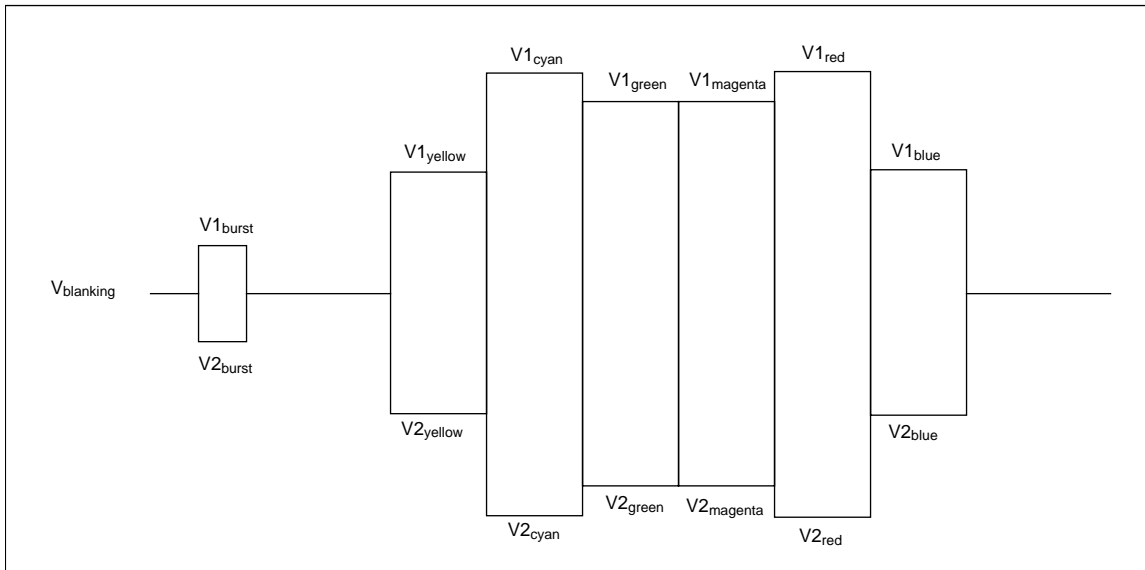 V1cyan
V1red
V1green
V1magenta
V1yellow
V1blue
V1burst
Vblanking
V2burst
V2yellow
V2blue
V2green
V2magenta
V2cyan
V2red